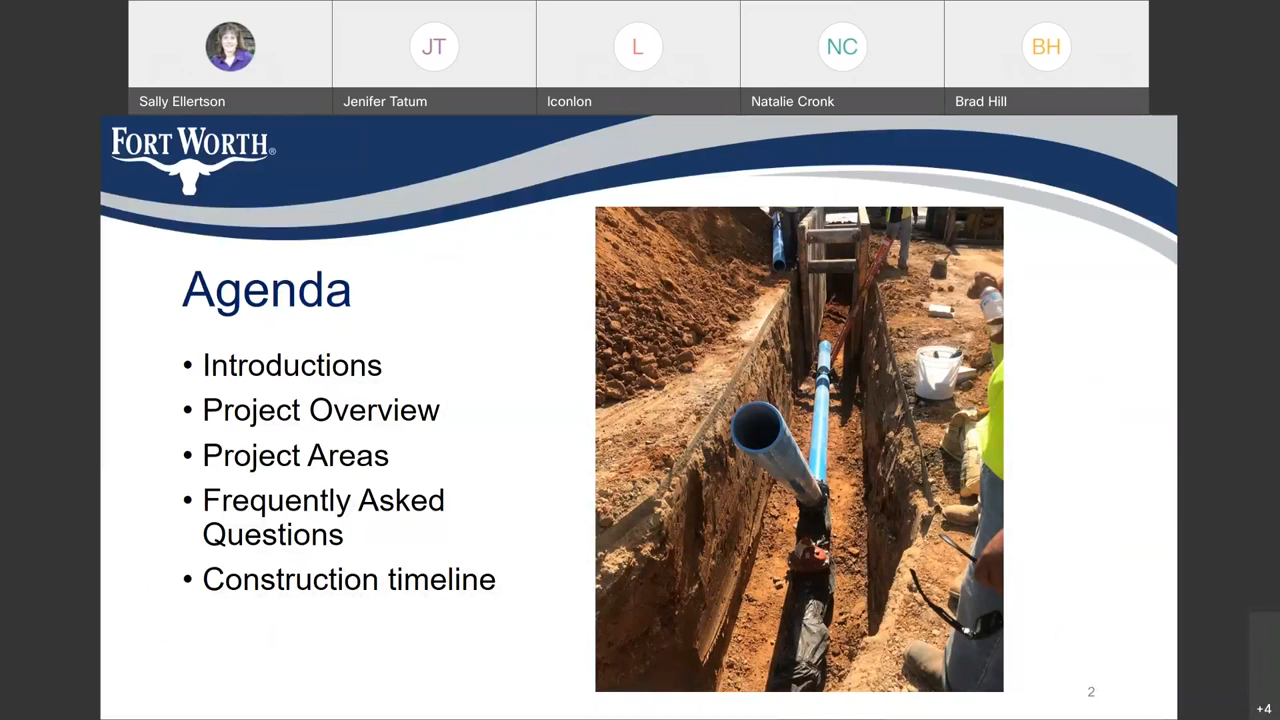 JT
L
NC
BH
Sally Ellertson
Jenifer Tatum
Iconlon
Natalie Cronk
Brad Hill
FORT WORTH®
Agenda
• Introductions
• Project Overview
• Project Areas
• Frequently Asked
Questions
• Construction timeline
2
+4